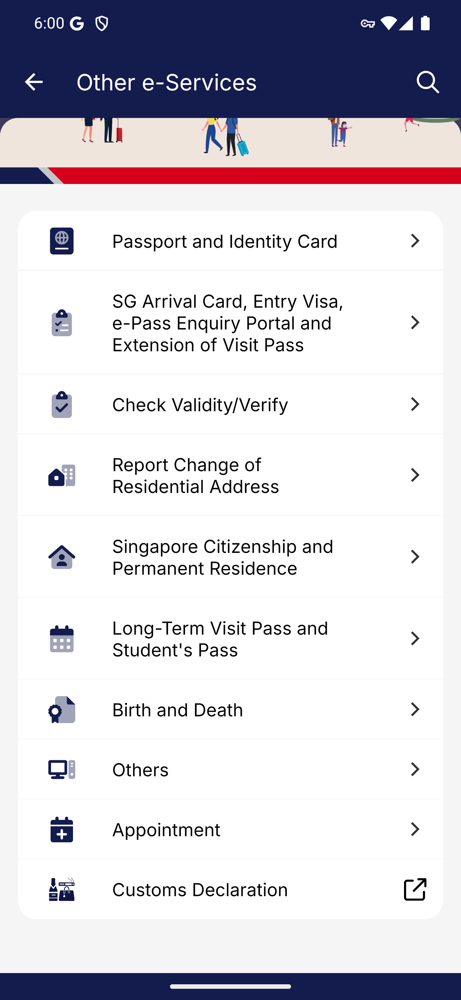 6:00
Other e-Services
Passport and Identity Card
SG Arrival Card, Entry Visa,
e-Pass Enquiry Portal and
Extension of Visit Pass
Check Validity/Verify
Report Change of
Residential Address
Singapore Citizenship and
Permanent Residence
Long-Term Visit Pass and
Student's Pass
Birth and Death
Others
Appointment
Customs Declaration